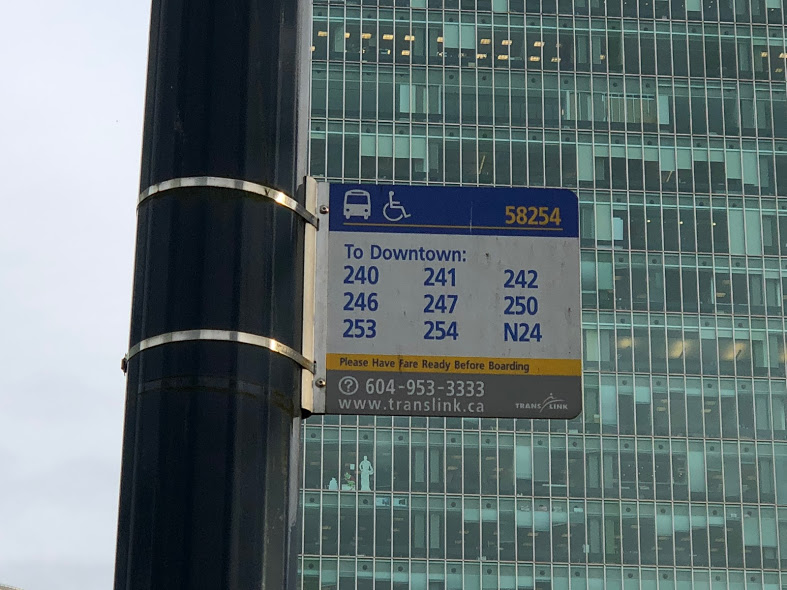 58254
To Downtown:
240 241 242
246 247 250
253 254 N24
Please Have Fare Ready Before Boarding
604-953-3333
www.translink.ca TRANS LINK